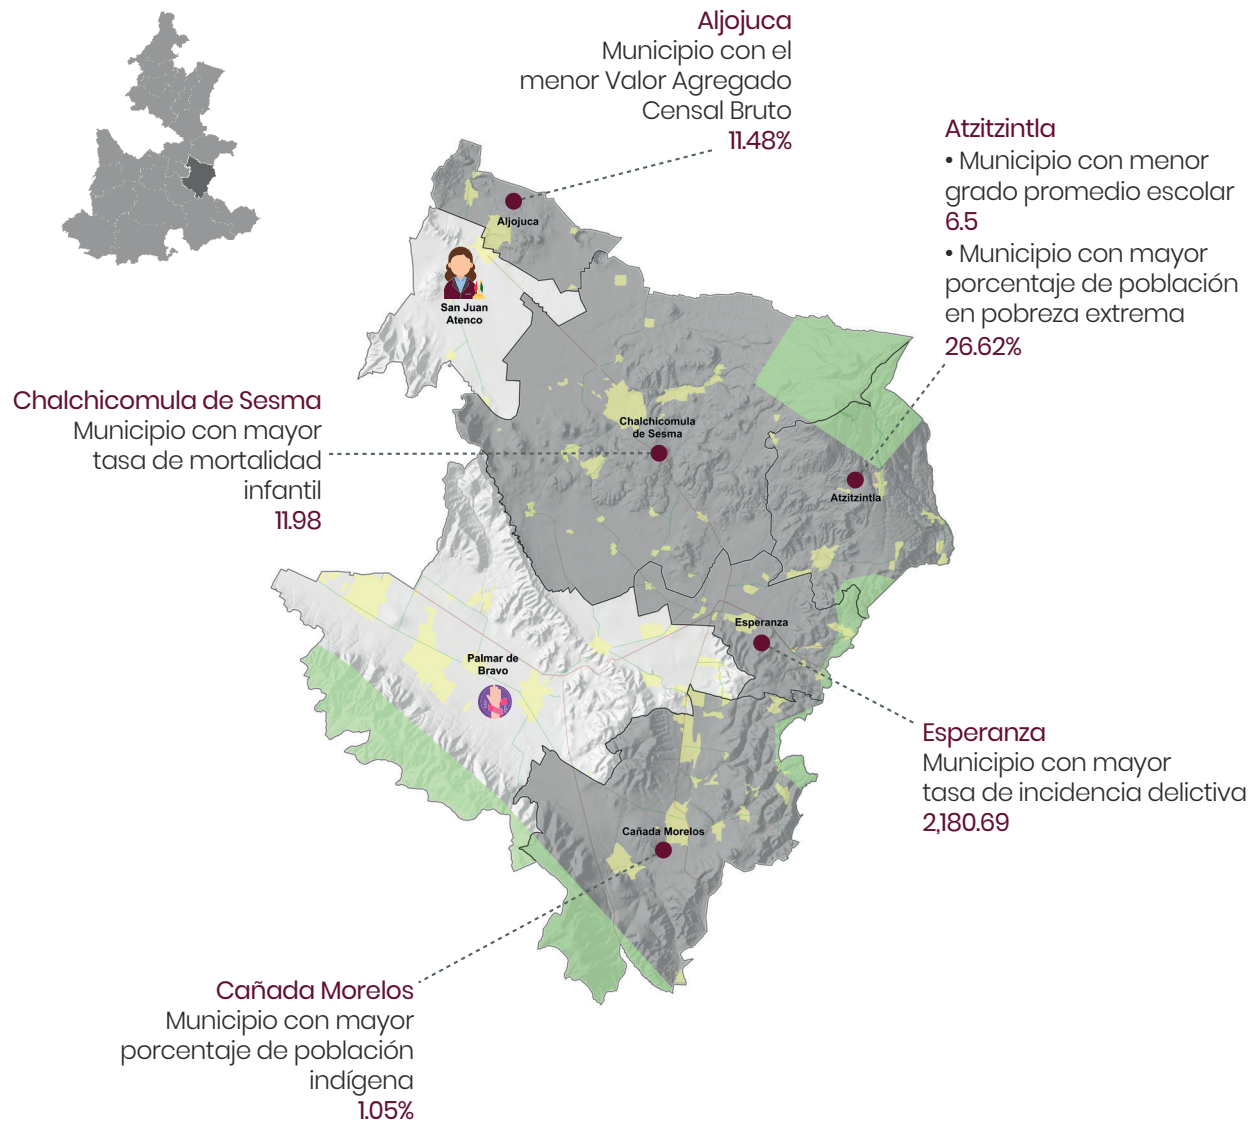 Aljojuca
Municipio con el
menor Valor Agregado
Censal Bruto
11.48%
Atzitzintla
• Municipio con menor
grado promedio escolar
6.5
• Municipio con mayor
porcentaje de población
en pobreza extrema
26.62%
Chalchicomula de Sesma
Municipio con mayor
tasa de mortalidad
infantil
11.98
Aljojuca
San Juan
Atenco
Chalchicomula
de Sesma
Atzitzintla
Esperanza
Palmar de
Bravo
Cañada Morelos
Esperanza
Municipio con mayor
tasa de incidencia delictiva
2,180.69
Cañada Morelos
Municipio con mayor
porcentaje de población
indígena
1.05%